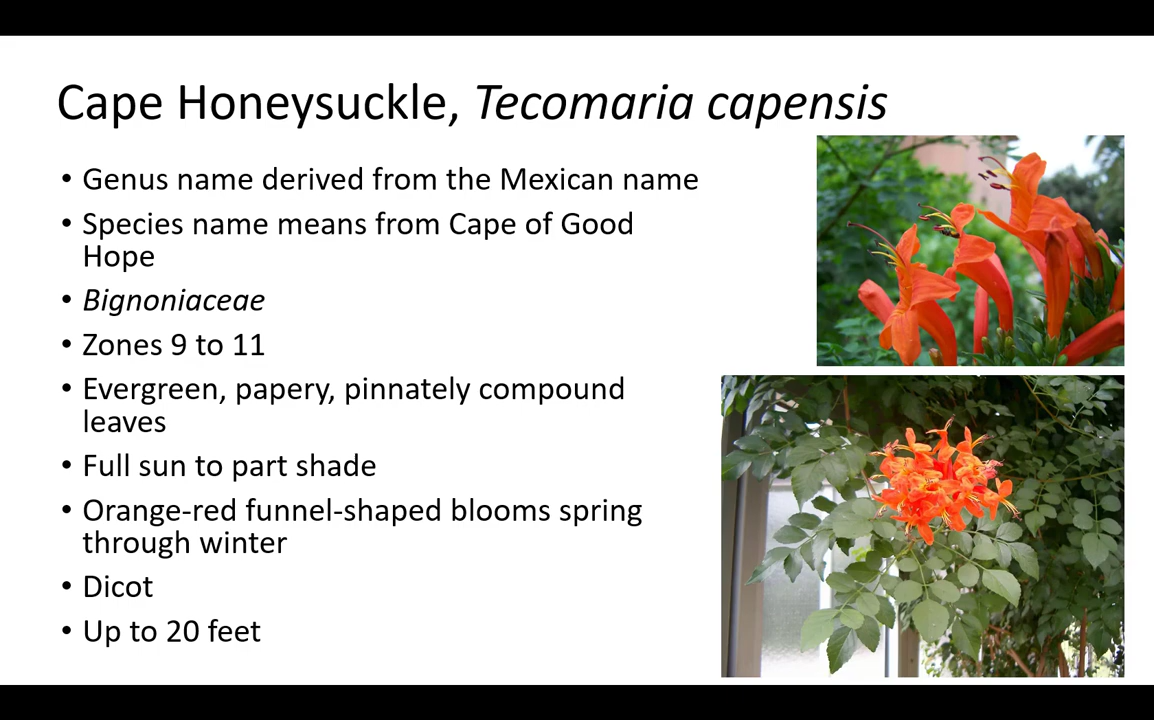 Cape Honeysuckle, Tecomaria capensis
• Genus name derived from the Mexican name
• Species name means from Cape of Good
Hope
• Bignoniaceae
• Zones 9 to 11
• Evergreen, papery, pinnately compound
leaves
• Full sun to part shade
• Orange-red funnel-shaped blooms spring
through winter
• Dicot
• Up to 20 feet